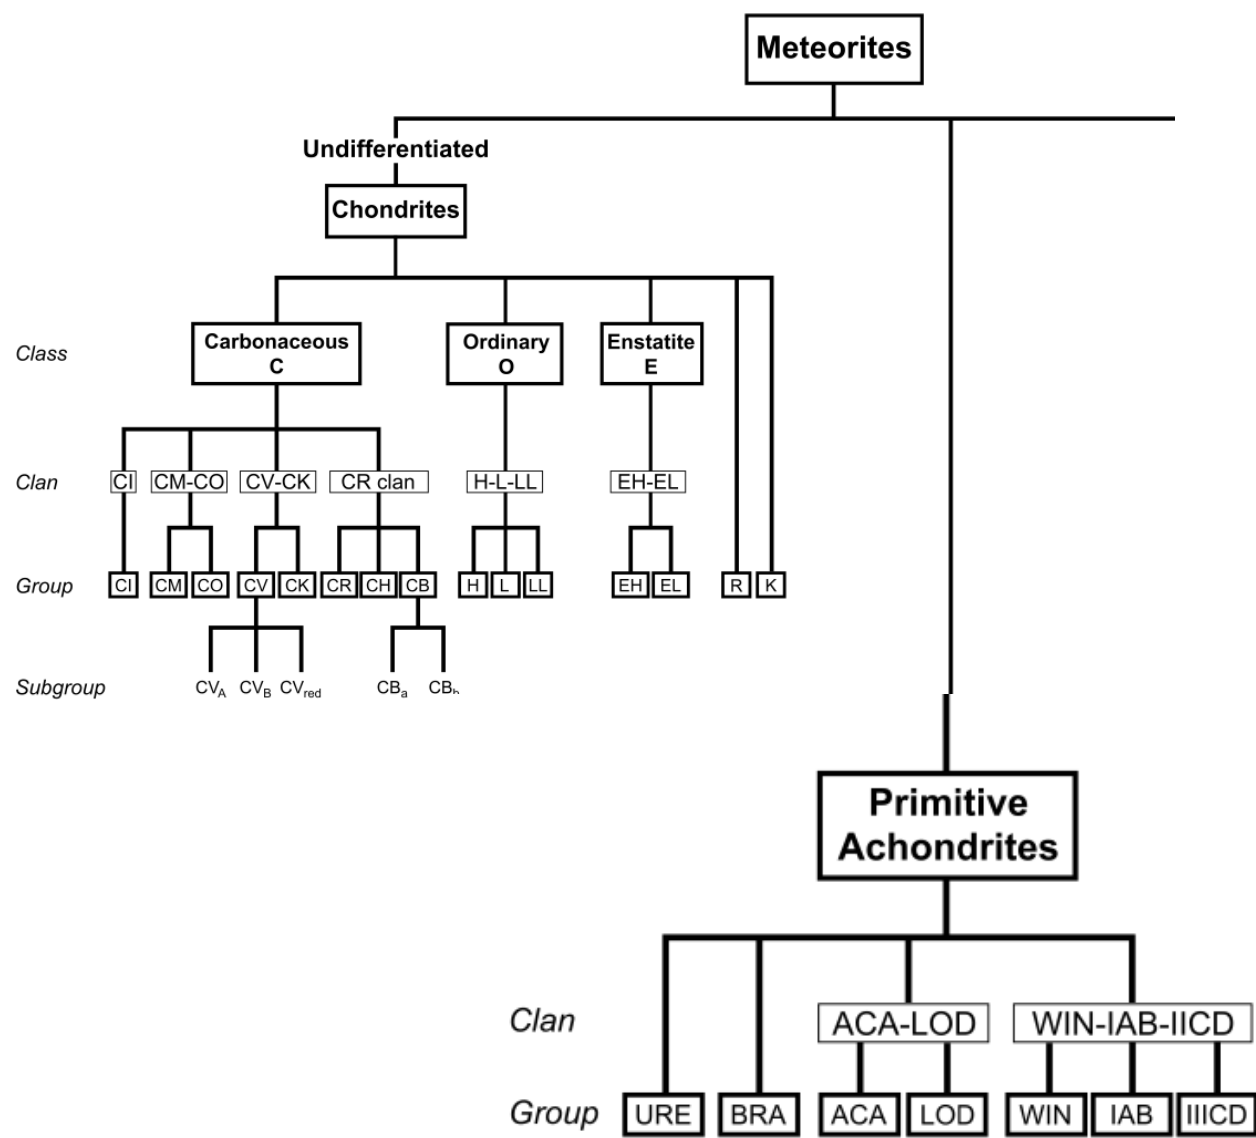 Meteorites
Undifferentiated
Chondrites
Class
Carbonaceous
C
Ordinary
O
Enstatite
E
Clan
CI CM-CO CV-CK CR clan H-L-LL EH-EL
Group
CI CM CO CV CK CR CH CB H L LL EH EL R K
Subgroup
CVA CVB CVred CBa CBb
Primitive
Achondrites
Clan
ACA-LOD WIN-IAB-IICD
Group
URE BRA ACA LOD WIN IAB IIICD